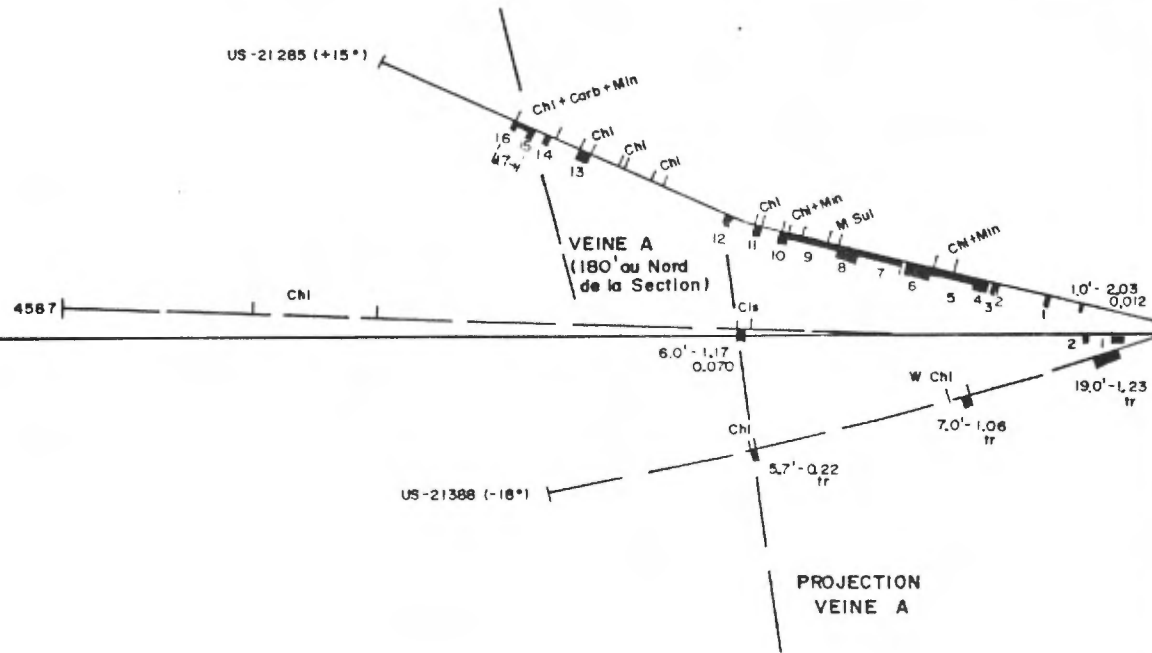 US-21285 (+15°)
Chl + Carb + Min
16
15
14
17
13
Chl
Chl
Chl
12
11
Chl
10
Chl+Min
9
M Sul
8
7
6
Chl+Min
5
4
3
2
1
1.0'-2.03
0.012
VEINE A
(180' au Nord
de la Section)
4587
Chl
Cis
6.0'-1.17
0.070
2
1
19.0'-1.23
tr
W Chl
7.0'-1.06
tr
Chl
5.7'-0.22
tr
US-21388 (-18°)
PROJECTION
VEINE A